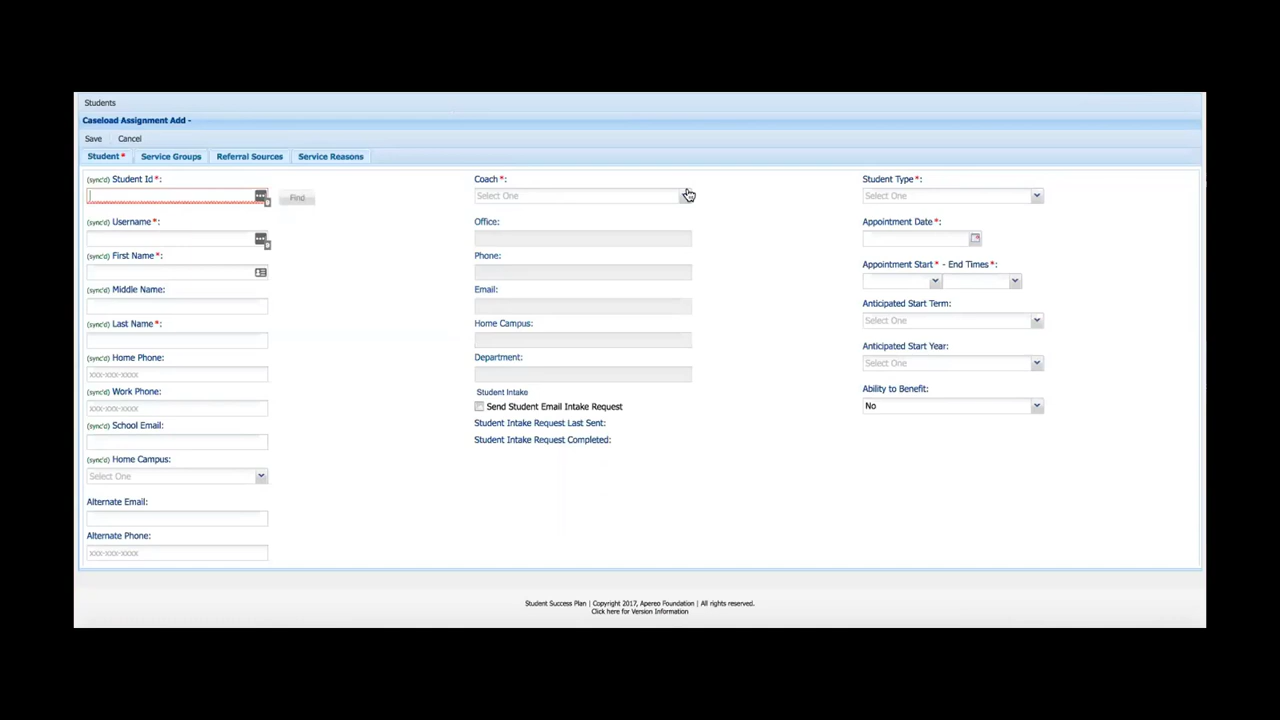 Students
Caseload Assignment Add -
Save Cancel
Student * Service Groups Referral Sources Service Reasons
(sync'd) Student Id *:
Find
(sync'd) Username *:
(sync'd) First Name *:
(sync'd) Middle Name:
(sync'd) Last Name *:
(sync'd) Home Phone:
xxx-xxx-xxxx
(sync'd) Work Phone:
xxx-xxx-xxxx
(sync'd) School Email:
(sync'd) Home Campus:
Select One
Alternate Email:
Alternate Phone:
xxx-xxx-xxxx
Coach *:
Select One
Office:
Phone:
Email:
Home Campus:
Department:
Student Intake
Send Student Email Intake Request
Student Intake Request Last Sent:
Student Intake Request Completed:
Student Type *:
Select One
Appointment Date *:
Appointment Start * - End Times *:
Anticipated Start Term:
Select One
Anticipated Start Year:
Select One
Ability to Benefit:
No
Student Success Plan | Copyright 2017, Apereo Foundation | All rights reserved.
Click here for Version Information